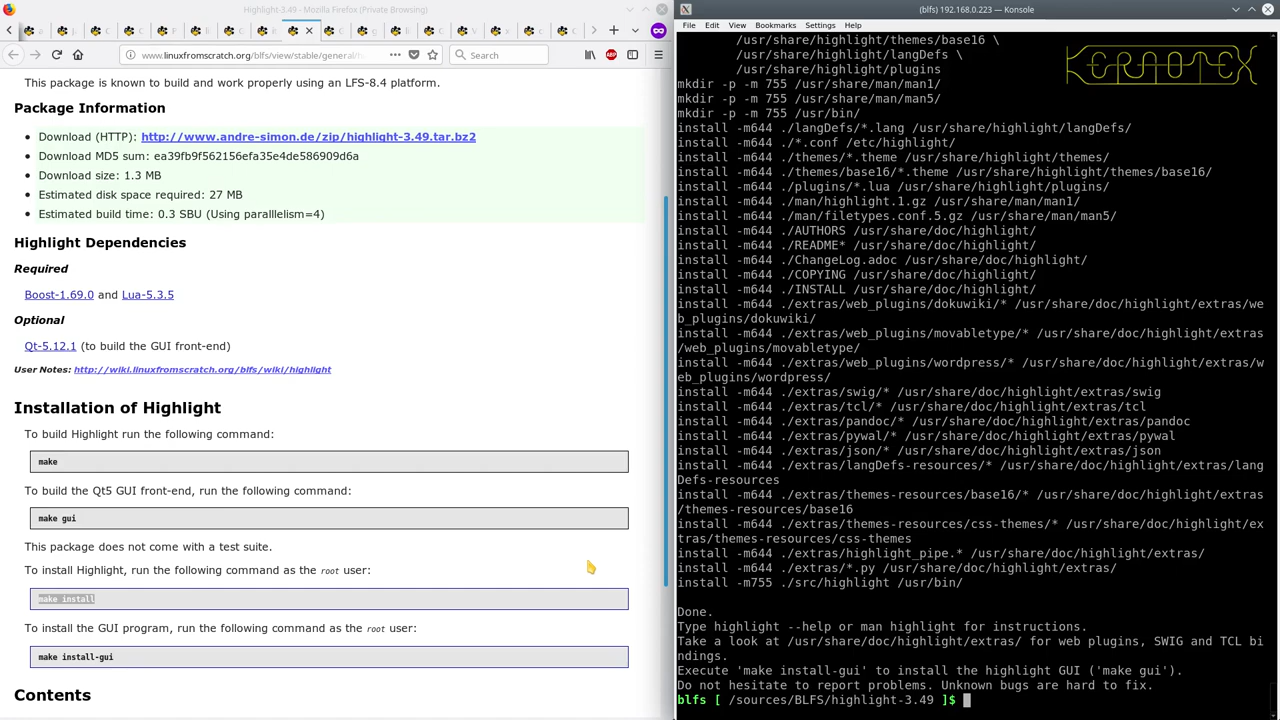 Highlight-3.49 - Mozilla Firefox (Private Browsing)
www.linuxfromscratch.org/blfs/view/stable/general/
This package is known to build and work properly using an LFS-8.4 platform.
Package Information
Download (HTTP): http://www.andre-simon.de/zip/highlight-3.49.tar.bz2
Download MD5 sum: ea39fb9f562156efa35e4de586909d6a
Download size: 1.3 MB
Estimated disk space required: 27 MB
Estimated build time: 0.3 SBU (Using paralllelism=4)
Highlight Dependencies
Required
Boost-1.69.0 and Lua-5.3.5
Optional
Qt-5.12.1 (to build the GUI front-end)
User Notes: http://wiki.linuxfromscratch.org/blfs/wiki/highlight
Installation of Highlight
To build Highlight run the following command:
make
To build the Qt5 GUI front-end, run the following command:
make gui
This package does not come with a test suite.
To install Highlight, run the following command as the root user:
make install
To install the GUI program, run the following command as the root user:
make install-gui
Contents
(blfs) 192.168.0.223 — Konsole
File Edit View Bookmarks Settings Help
KERNOTEX
/usr/share/highlight/themes/base16 \
/usr/share/highlight/langDefs \
/usr/share/highlight/plugins
mkdir -p -m 755 /usr/share/man/man1/
mkdir -p -m 755 /usr/share/man/man5/
mkdir -p -m 755 /usr/bin/
install -m644 ./langDefs/*.lang /usr/share/highlight/langDefs/
install -m644 ./*.conf /etc/highlight/
install -m644 ./themes/*.theme /usr/share/highlight/themes/
install -m644 ./themes/base16/*.theme /usr/share/highlight/themes/base16/
install -m644 ./plugins/*.lua /usr/share/highlight/plugins/
install -m644 ./man/highlight.1.gz /usr/share/man/man1/
install -m644 ./man/filetypes.conf.5.gz /usr/share/man/man5/
install -m644 ./AUTHORS /usr/share/doc/highlight/
install -m644 ./README* /usr/share/doc/highlight/
install -m644 ./ChangeLog.adoc /usr/share/doc/highlight/
install -m644 ./COPYING /usr/share/doc/highlight/
install -m644 ./INSTALL /usr/share/doc/highlight/
install -m644 ./extras/web_plugins/dokuwiki/* /usr/share/doc/highlight/extras/we
b_plugins/dokuwiki/
install -m644 ./extras/web_plugins/movabletype/* /usr/share/doc/highlight/extras
/web_plugins/movabletype/
install -m644 ./extras/web_plugins/wordpress/* /usr/share/doc/highlight/extras/w
eb_plugins/wordpress/
install -m644 ./extras/swig/* /usr/share/doc/highlight/extras/swig
install -m644 ./extras/tcl/* /usr/share/doc/highlight/extras/tcl
install -m644 ./extras/pandoc/* /usr/share/doc/highlight/extras/pandoc
install -m644 ./extras/pywal/* /usr/share/doc/highlight/extras/pywal
install -m644 ./extras/json/* /usr/share/doc/highlight/extras/json
install -m644 ./extras/langDefs-resources/* /usr/share/doc/highlight/extras/lang
Defs-resources
install -m644 ./extras/themes-resources/base16/* /usr/share/doc/highlight/extras
/themes-resources/base16
install -m644 ./extras/themes-resources/css-themes/* /usr/share/doc/highlight/ex
tras/themes-resources/css-themes
install -m644 ./extras/highlight_pipe.* /usr/share/doc/highlight/extras/
install -m644 ./extras/*.py /usr/share/doc/highlight/extras/
install -m755 ./src/highlight /usr/bin/
Done.
Type highlight --help or man highlight for instructions.
Take a look at /usr/share/doc/highlight/extras/ for web plugins, SWIG and TCL bi
ndings.
Execute 'make install-gui' to install the highlight GUI ('make gui').
Do not hesitate to report problems. Unknown bugs are hard to fix.
blfs [ /sources/BLFS/highlight-3.49 ]$